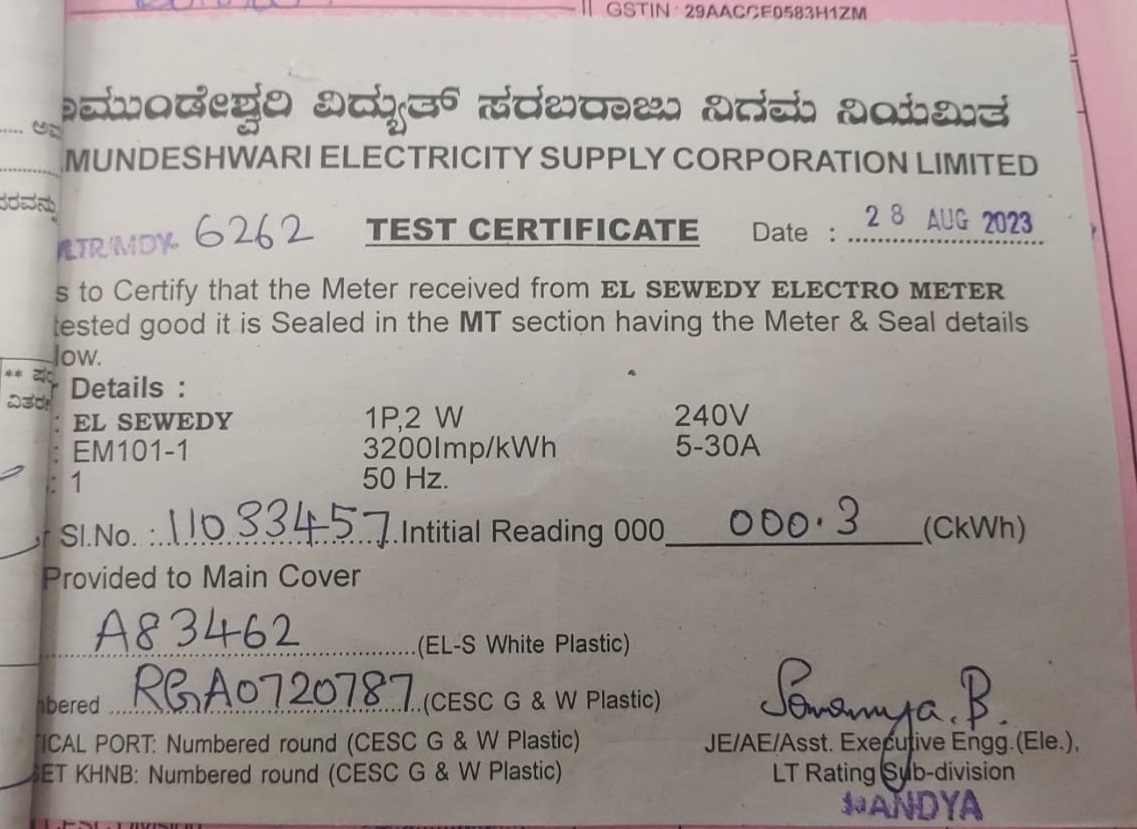 GSTIN : 29AACCE0583H1ZM
ಾಮುಂಡೇಶ್ವರಿ ವಿದ್ಯುತ್ ಸರಬರಾಜು ನಿಗಮ ನಿಯಮಿತ
MUNDESHWARI ELECTRICITY SUPPLY CORPORATION LIMITED
LTR/MDY 6262 TEST CERTIFICATE Date : 28 AUG 2023
s to Certify that the Meter received from EL SEWEDY ELECTRO METER
tested good it is Sealed in the MT section having the Meter & Seal details
low.
r Details :
: EL SEWEDY 1P,2 W 240V
: EM101-1 3200Imp/kWh 5-30A
: 1 50 Hz.
r Sl.No. : 11033457 Intitial Reading 000 000.3 (CkWh)
Provided to Main Cover
A83462 (EL-S White Plastic)
bered RGA0720787 (CESC G & W Plastic)
ICAL PORT: Numbered round (CESC G & W Plastic)
SET KHNB: Numbered round (CESC G & W Plastic)
Sowmya. B.
JE/AE/Asst. Executive Engg.(Ele.),
LT Rating Sub-division
MANDYA